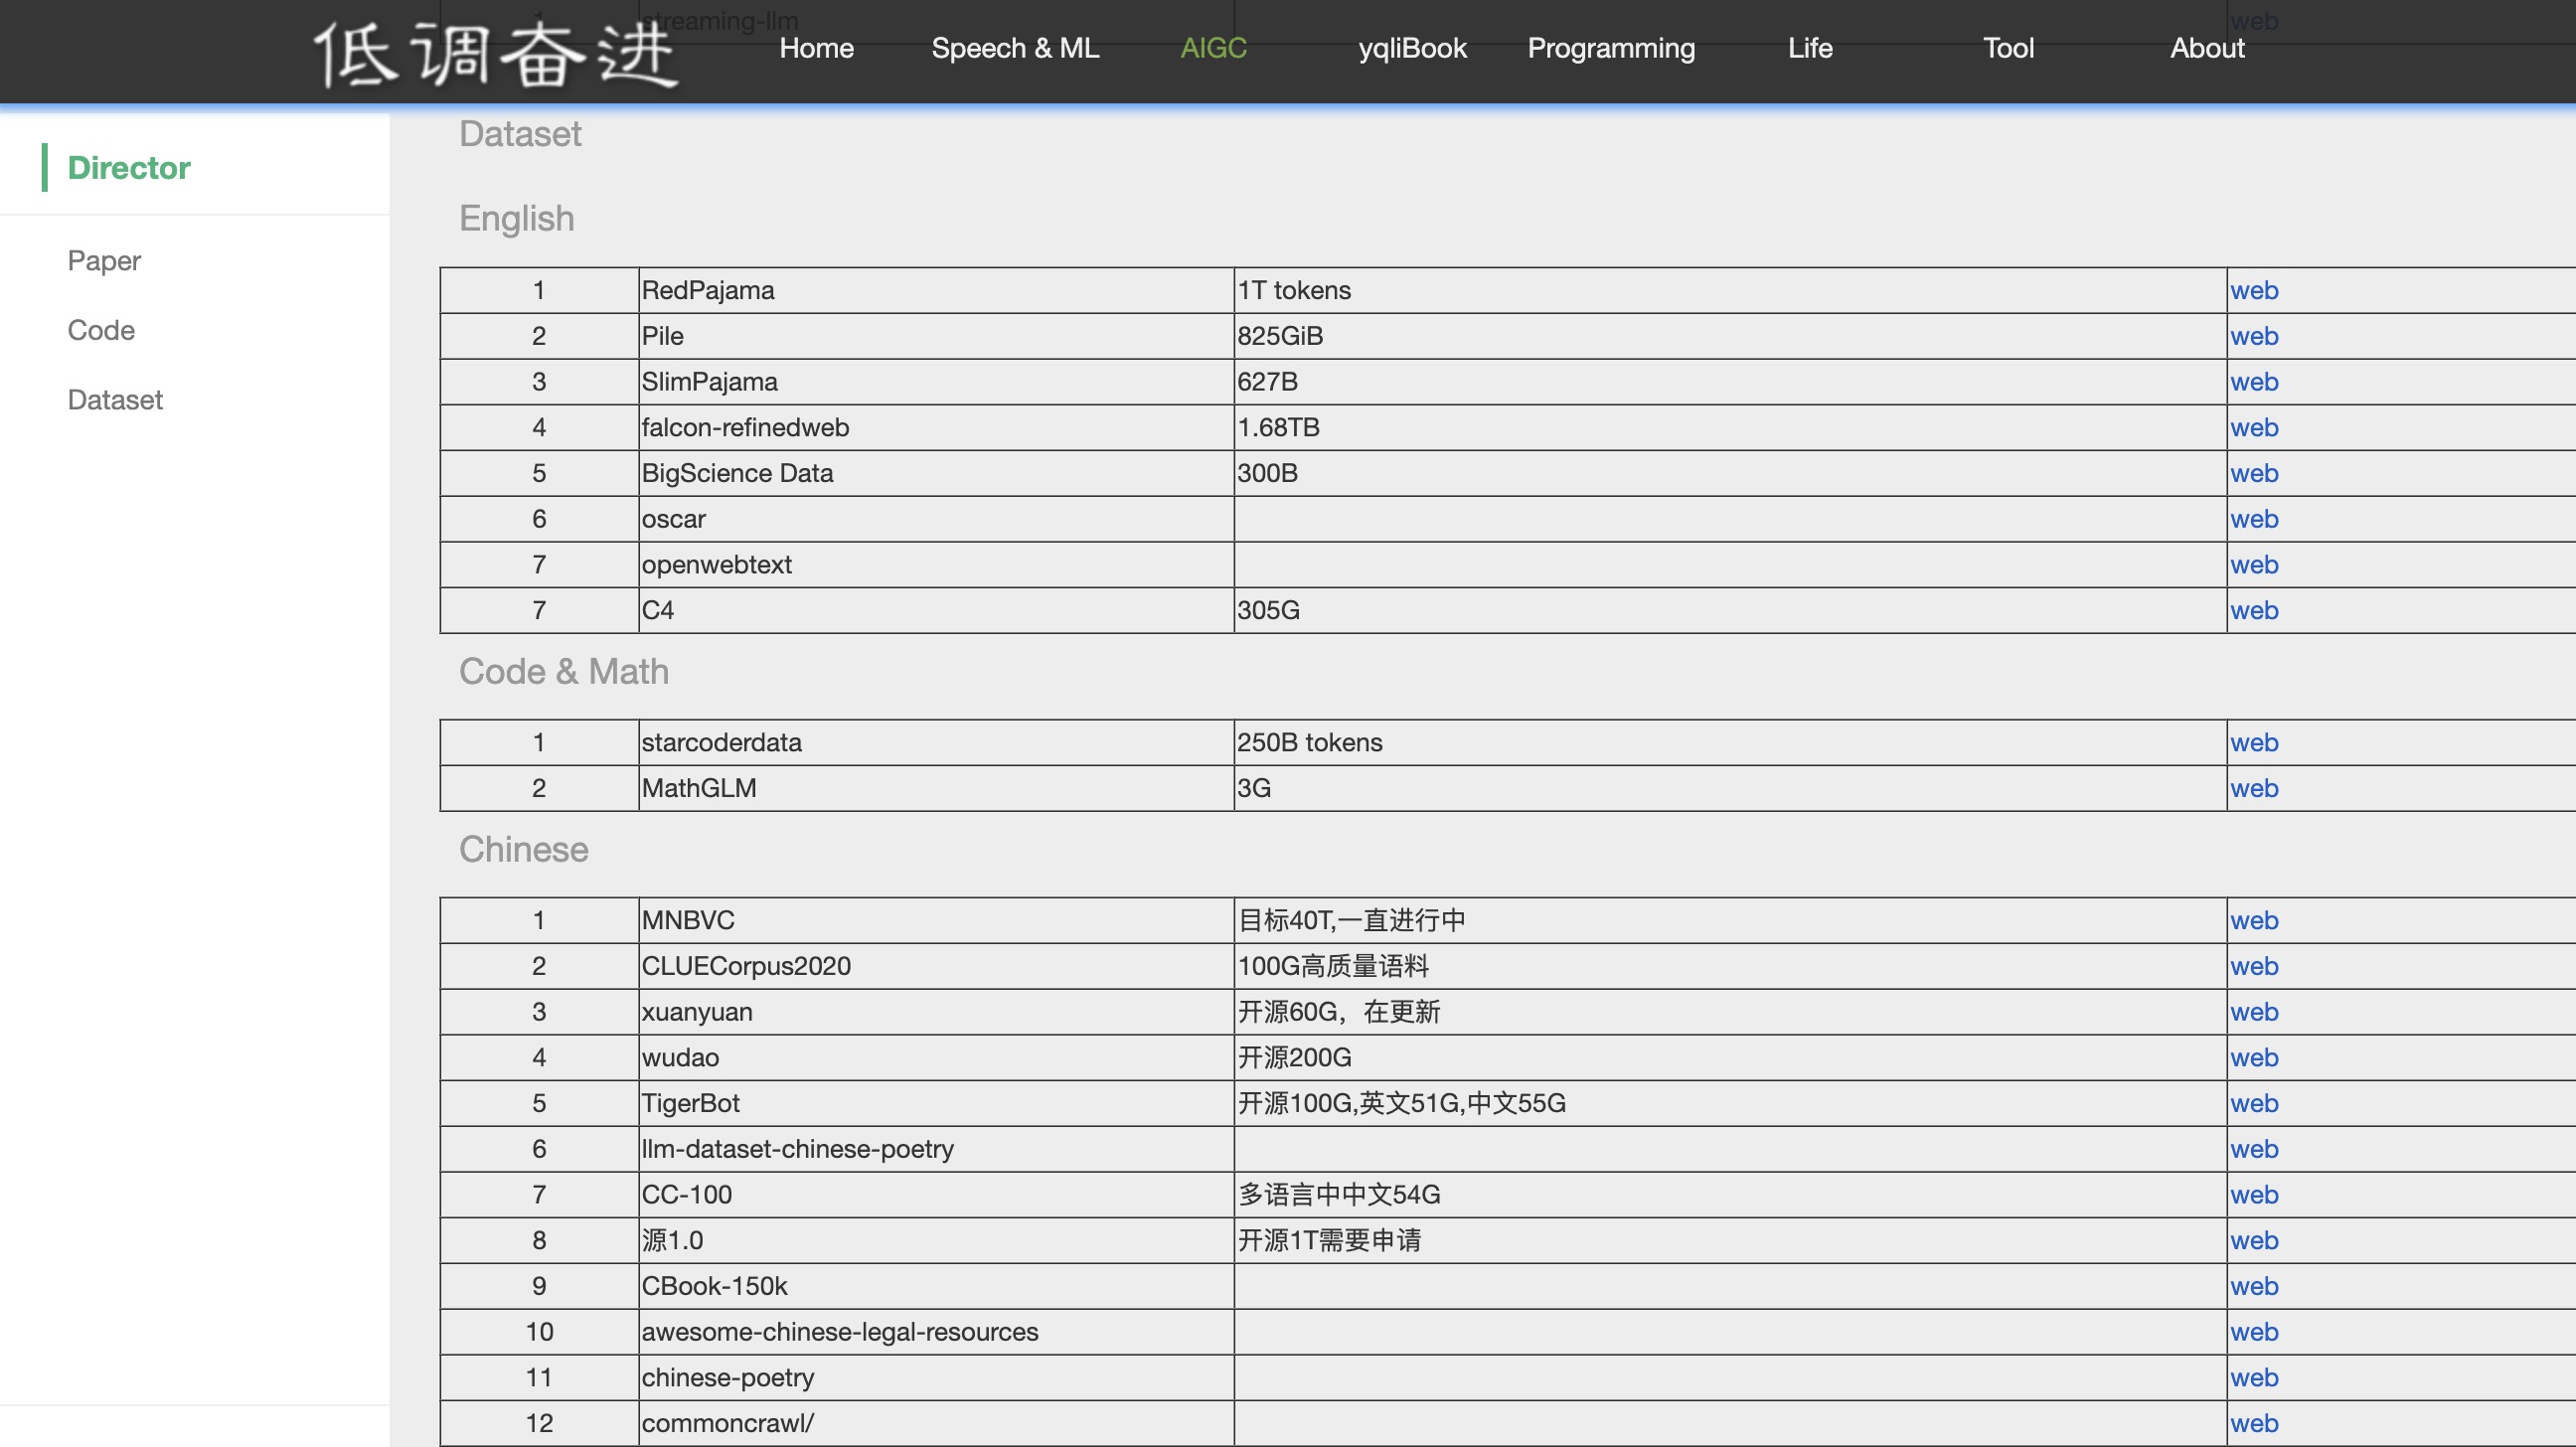 1 streaming-llm web
低调奋进 Home Speech & ML AIGC yqliBook Programming Life Tool About
Director
Paper
Code
Dataset
Dataset
English
1 RedPajama 1T tokens web
2 Pile 825GiB web
3 SlimPajama 627B web
4 falcon-refinedweb 1.68TB web
5 BigScience Data 300B web
6 oscar web
7 openwebtext web
7 C4 305G web
Code & Math
1 starcoderdata 250B tokens web
2 MathGLM 3G web
Chinese
1 MNBVC 目标40T,一直进行中 web
2 CLUECorpus2020 100G高质量语料 web
3 xuanyuan 开源60G，在更新 web
4 wudao 开源200G web
5 TigerBot 开源100G,英文51G,中文55G web
6 llm-dataset-chinese-poetry web
7 CC-100 多语言中中文54G web
8 源1.0 开源1T需要申请 web
9 CBook-150k web
10 awesome-chinese-legal-resources web
11 chinese-poetry web
12 commoncrawl/ web